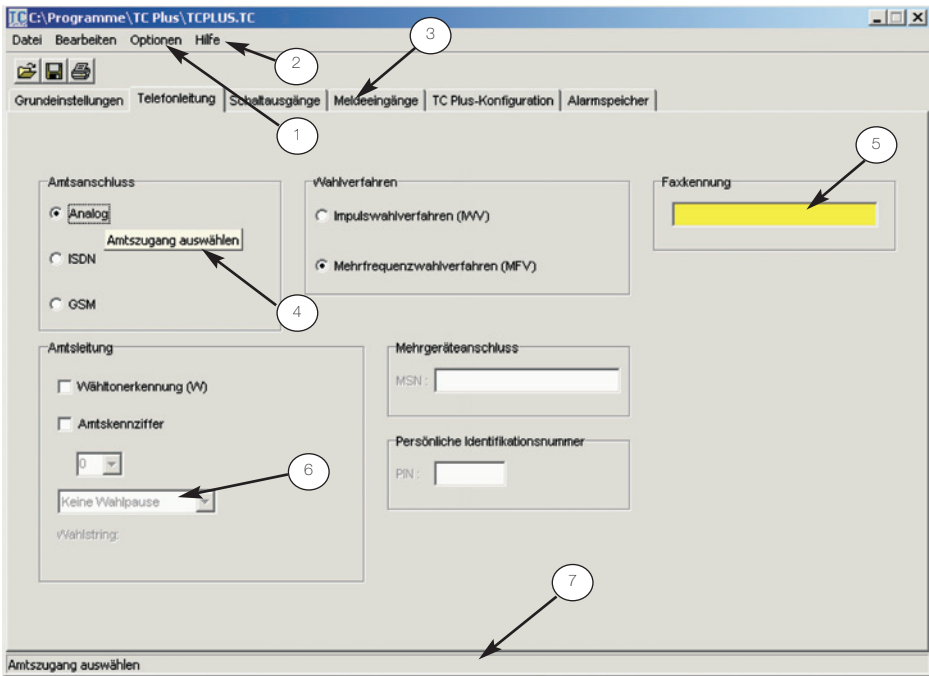 TC C:\Programme\TC Plus\TCPLUS.TC
Datei Bearbeiten Optionen Hilfe
3
2
Grundeinstellungen Telefonleitung Schaltausgänge Meldeeingänge TC Plus-Konfiguration Alarmspeicher
1
5
Amtsanschluss
Wahlverfahren
Faxkennung
Analog
Impulswahlverfahren (IWV)
Amtszugang auswählen
ISDN
Mehrfrequenzwahlverfahren (MFV)
GSM
4
Amtsleitung
Mehrgeräteanschluss
Wähltonerkennung (W)
MSN :
Amtskennziffer
Persönliche Identifikationsnummer
0
6
PIN :
Keine Wahlpause
Wahlstring:
7
Amtszugang auswählen